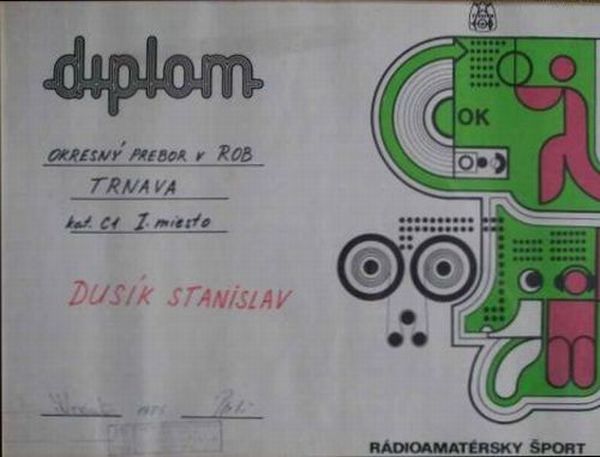 diplom
OK
OKRESNÝ PREBOR V ROB
TRNAVA
kat. C1 I. miesto
DUSÍK STANISLAV
RÁDIOAMATÉRSKY ŠPORT